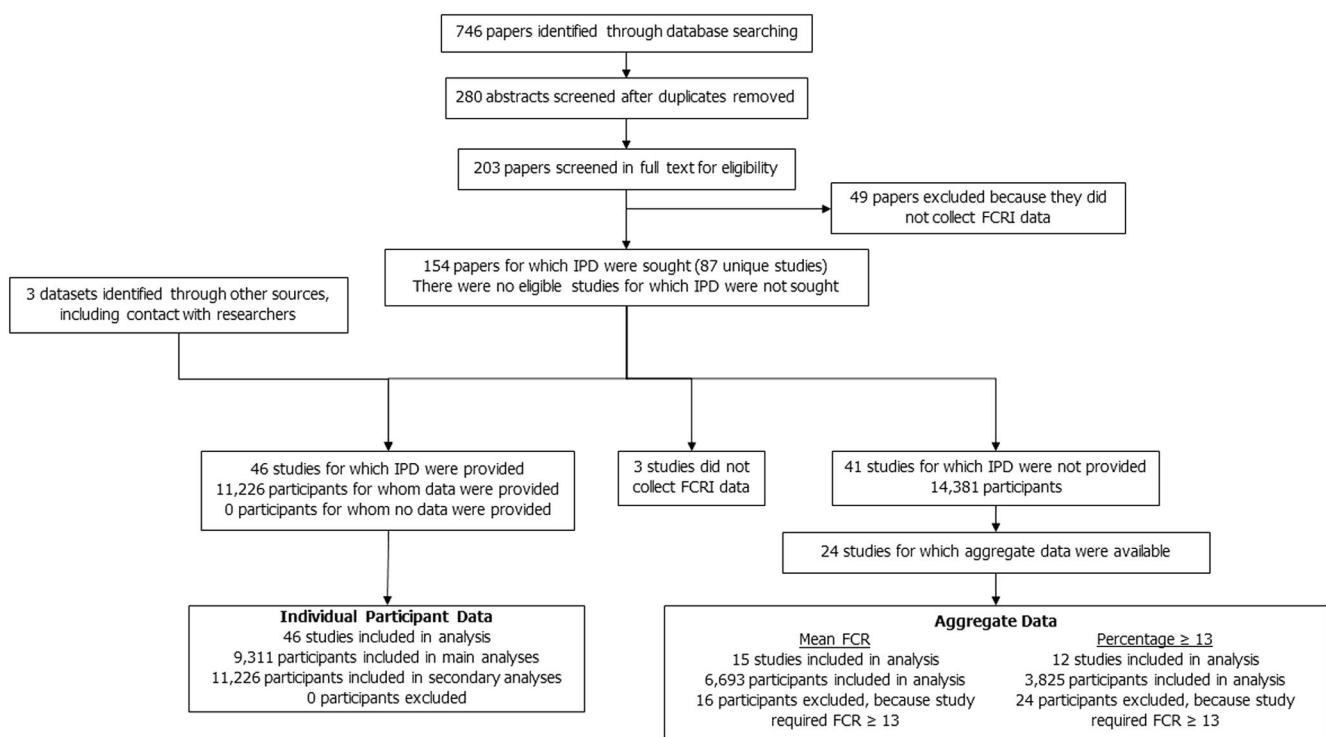 746 papers identified through database searching
280 abstracts screened after duplicates removed
203 papers screened in full text for eligibility
49 papers excluded because they did
not collect FCRI data
154 papers for which IPD were sought (87 unique studies)
There were no eligible studies for which IPD were not sought
3 datasets identified through other sources,
including contact with researchers
46 studies for which IPD were provided
11,226 participants for whom data were provided
0 participants for whom no data were provided
3 studies did not
collect FCRI data
41 studies for which IPD were not provided
14,381 participants
24 studies for which aggregate data were available
Individual Participant Data
46 studies included in analysis
9,311 participants included in main analyses
11,226 participants included in secondary analyses
0 participants excluded
Aggregate Data
Mean FCR
15 studies included in analysis
6,693 participants included in analysis
16 participants excluded, because study
required FCR ≥ 13
Percentage ≥ 13
12 studies included in analysis
3,825 participants included in analysis
24 participants excluded, because study
required FCR ≥ 13